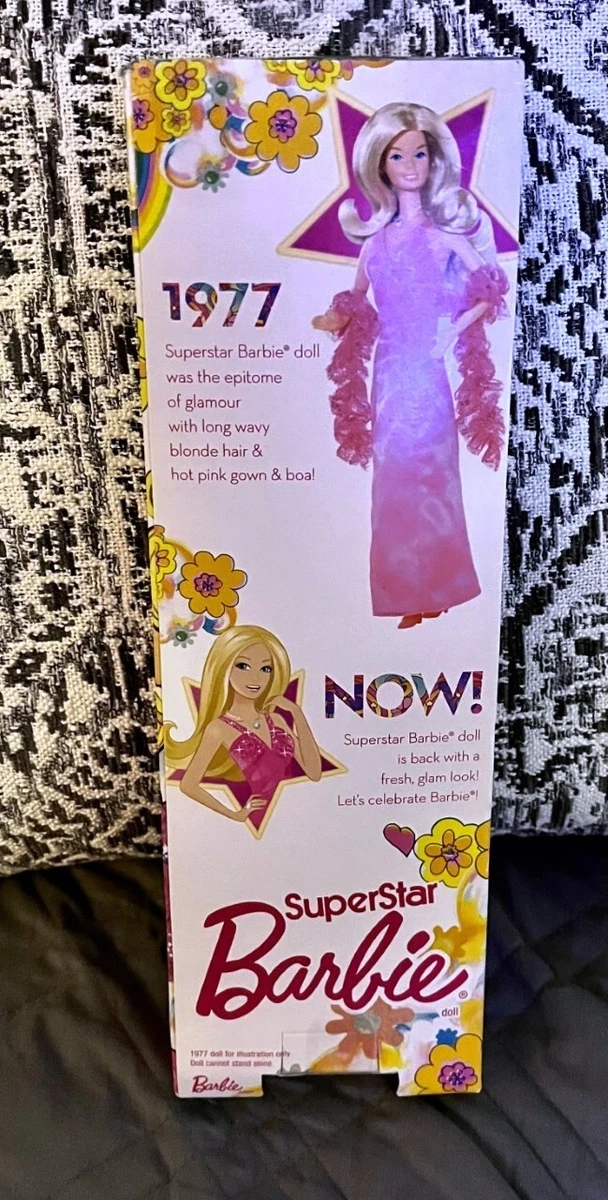 1977
Superstar Barbie® doll
was the epitome
of glamour
with long wavy
blonde hair &
hot pink gown & boa!
NOW!
Superstar Barbie® doll
is back with a
fresh, glam look!
Let's celebrate Barbie®!
SuperStar
Barbie®
doll
1977 doll for illustration only
Doll cannot stand alone.
Barbie